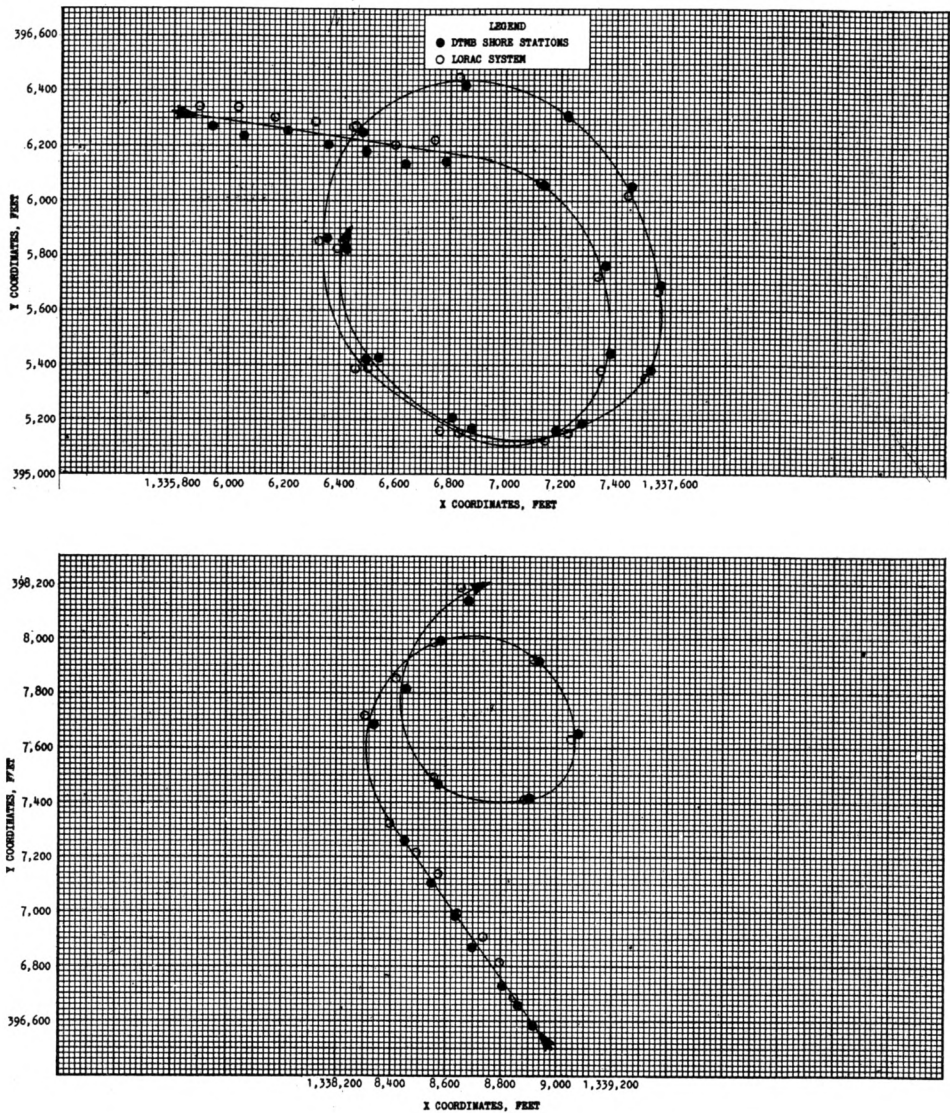 LEGEND
● DTMB SHORE STATIONS
○ LORAC SYSTEM
396,600
6,400
6,200
6,000
5,800
5,400
5,200
395,000
Y COORDINATES, FEET
1,335,800 6,000 6,200 6,400 6,600 6,800 7,000 7,200 7,400 1,337,600
X COORDINATES, FEET
398,200
8,000
7,800
7,600
7,400
7,200
7,000
6,800
396,600
Y COORDINATES, FEET
1,338,200 8,400 8,600 8,800 9,000 1,339,200
X COORDINATES, FEET